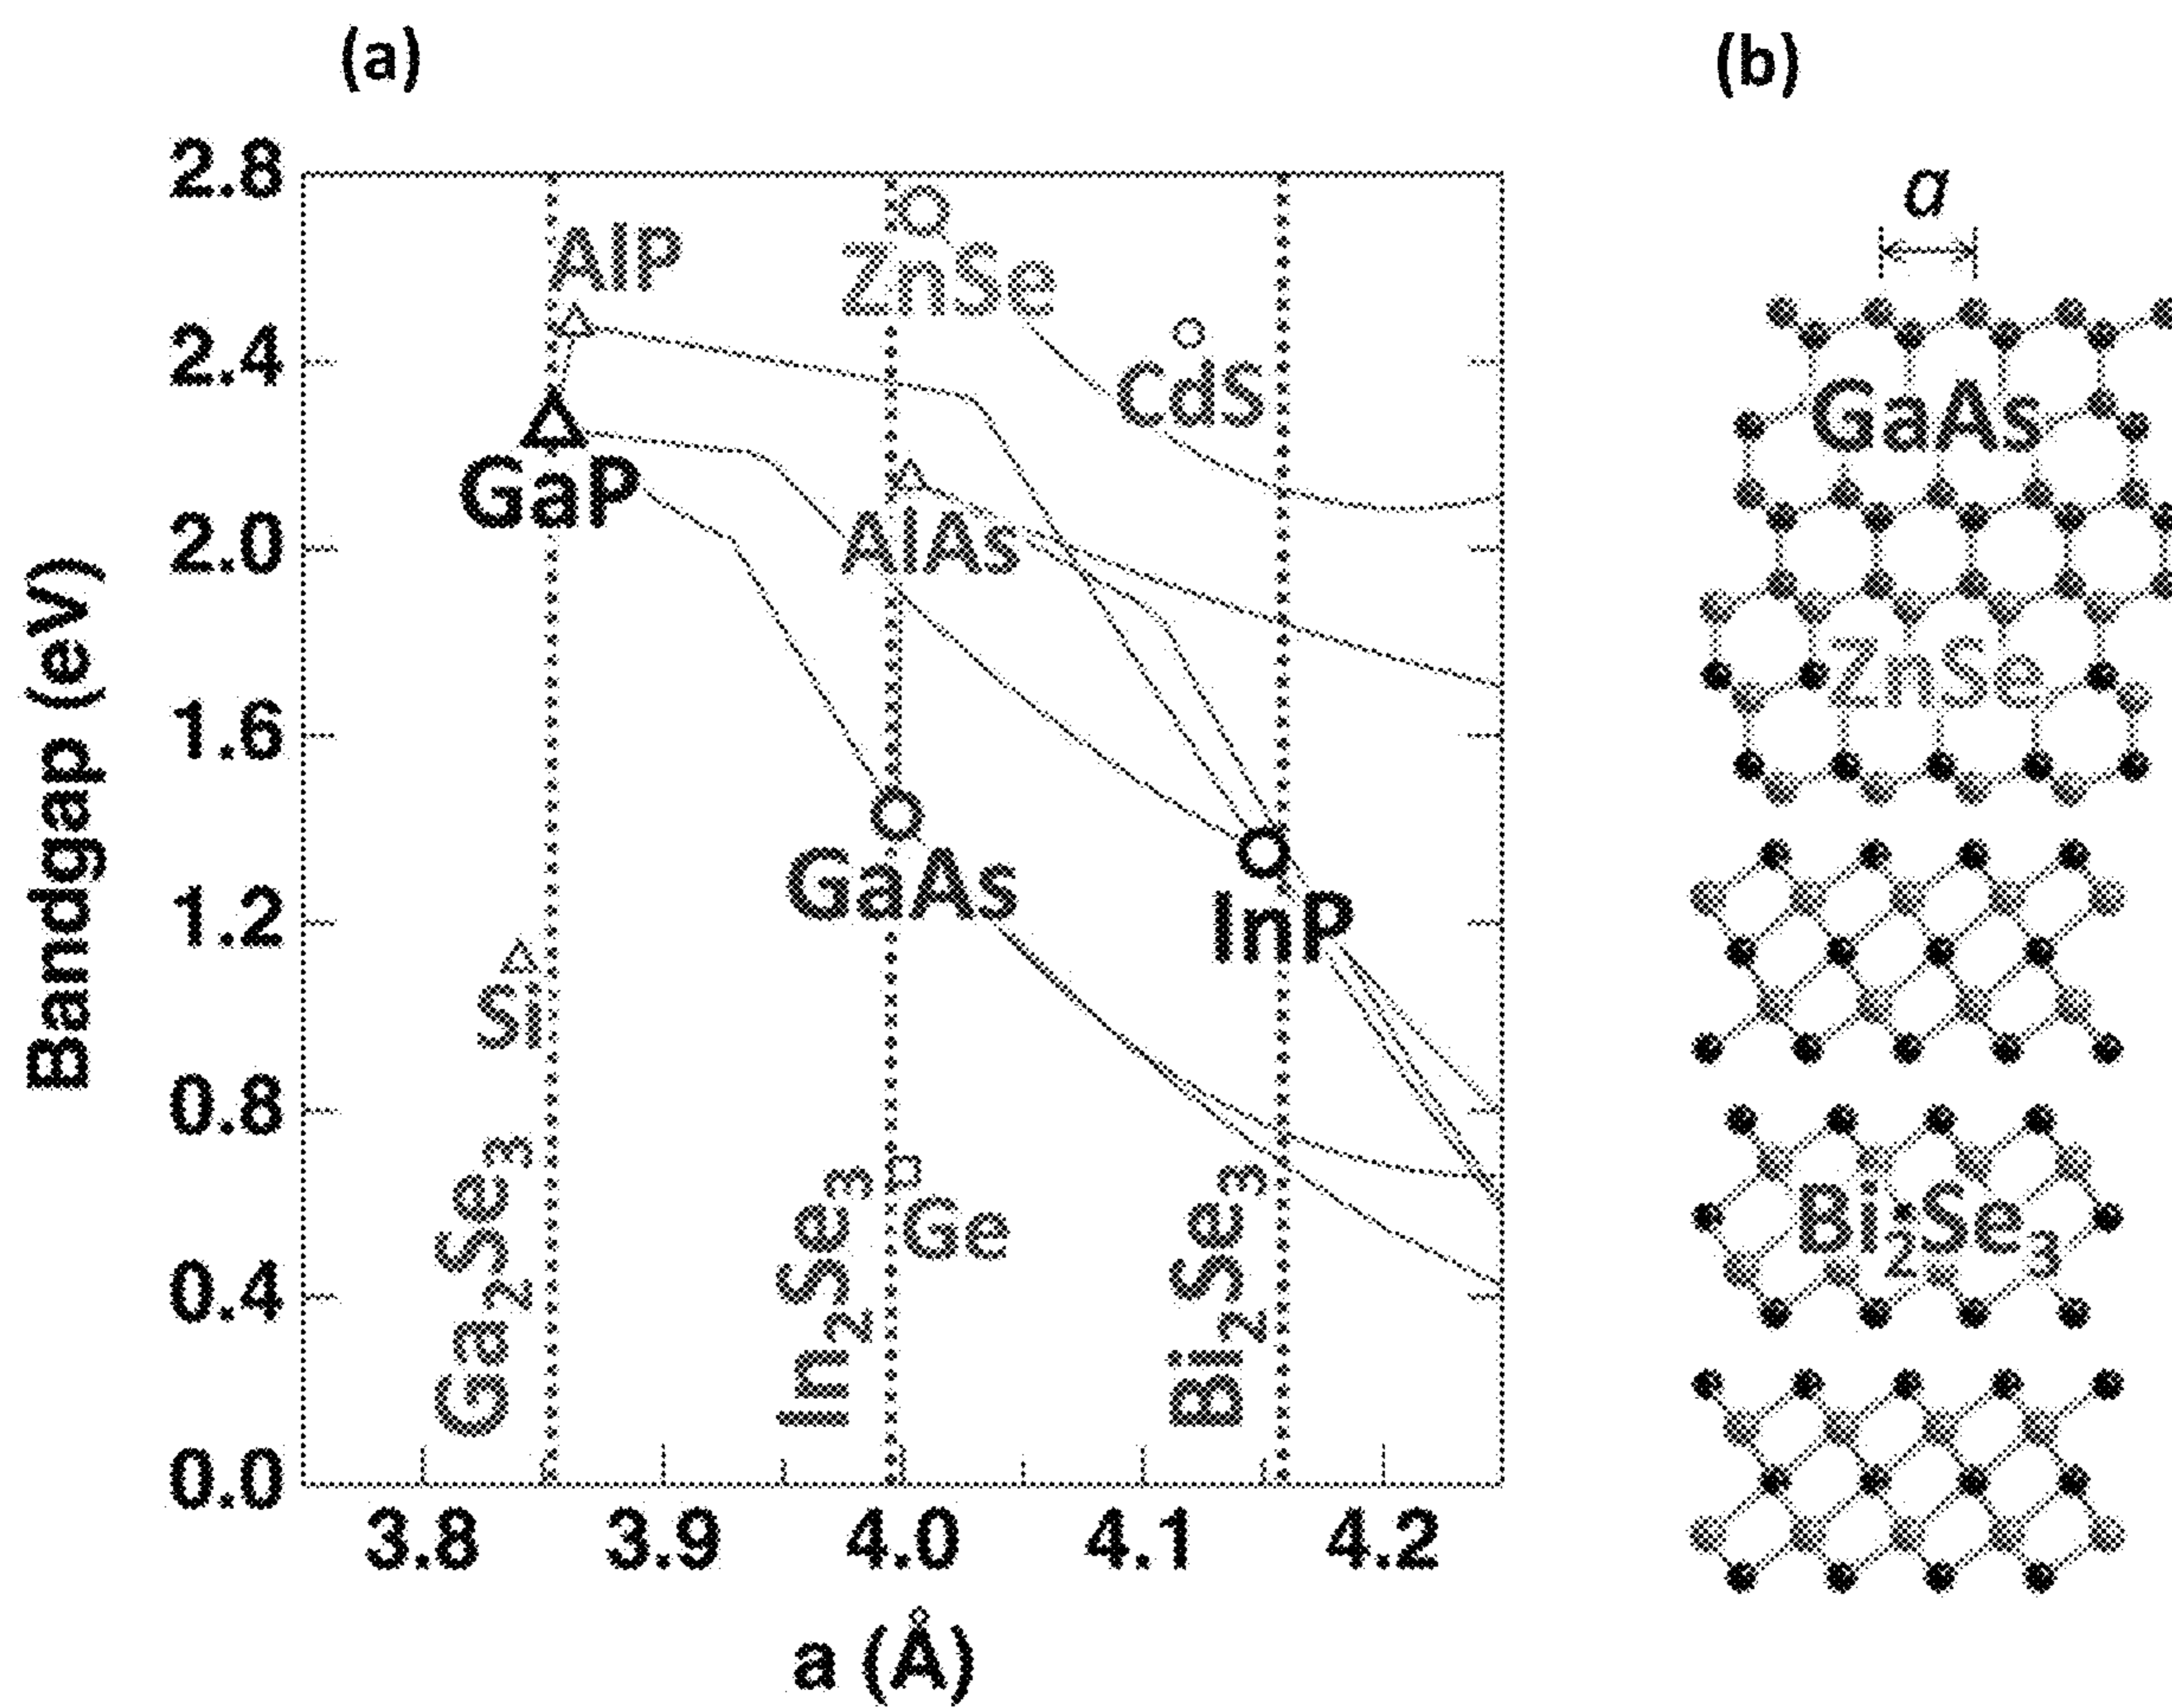 (a)
(b)
2.8
2.4
2.0
1.6
1.2
0.8
0.4
0.0
Bandgap (eV)
3.8
3.9
4.0
4.1
4.2
a (Å)
AlP
ZnSe
CdS
GaP
AlAs
GaAs
InP
Si
Ge
Ga₂Se₃
In₂Se₃
Bi₂Se₃
a
GaAs
ZnSe
Bi₂Se₃